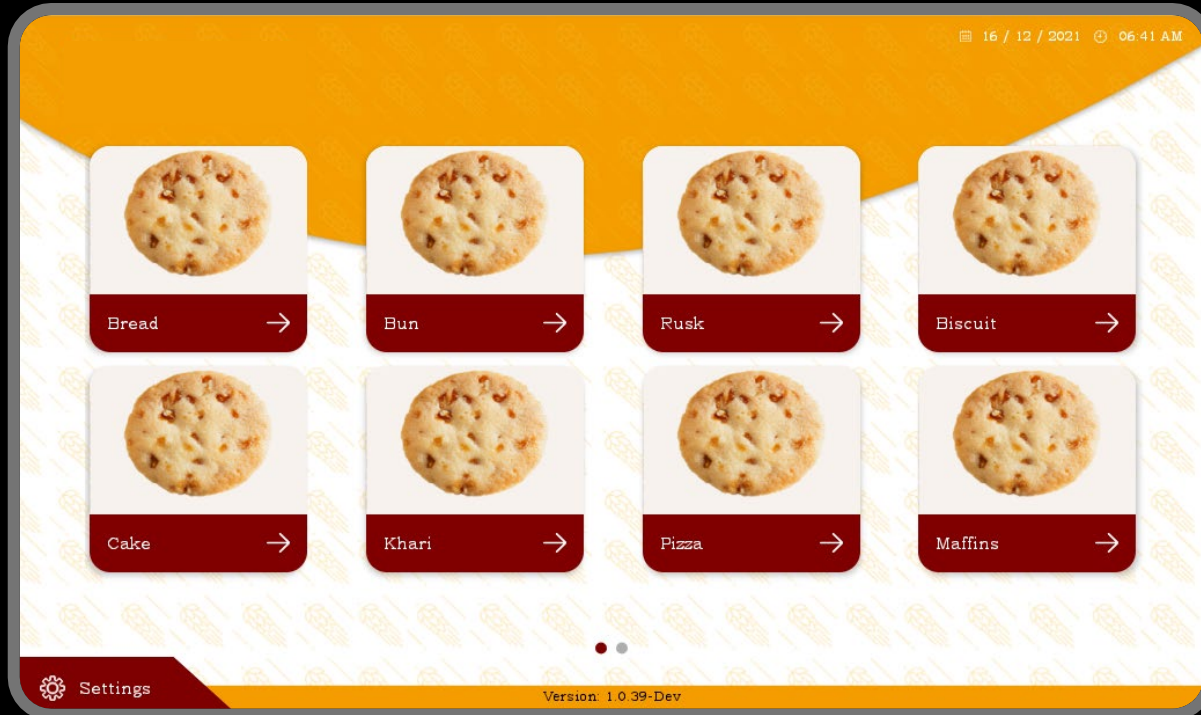 16 / 12 / 2021 06:41 AM
Bread
Bun
Rusk
Biscuit
Cake
Khari
Pizza
Maffins
Settings
Version: 1.0.39-Dev